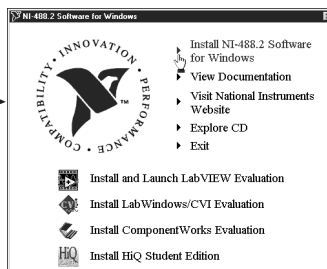 NI-488.2 Software for Windows
INNOVATION • PERFORMANCE • COMPATIBILITY •
TM
Install NI-488.2 Software
for Windows
View Documentation
Visit National Instruments
Website
Explore CD
Exit
Install and Launch LabVIEW Evaluation
CVI
Install LabWindows/CVI Evaluation
Install ComponentWorks Evaluation
HiQ
Install HiQ Student Edition